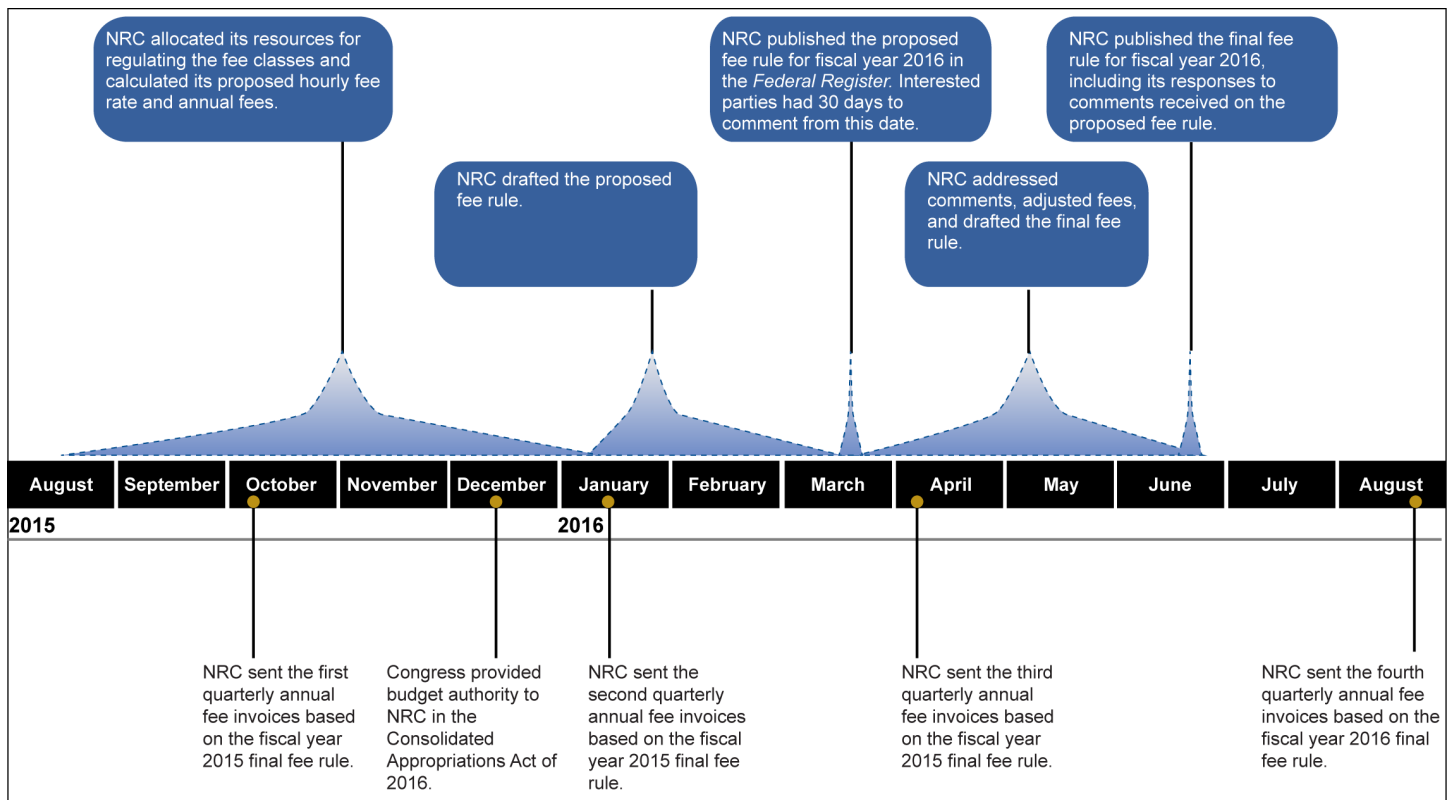 NRC allocated its resources for
regulating the fee classes and
calculated its proposed hourly fee
rate and annual fees.
NRC published the proposed
fee rule for fiscal year 2016 in
the Federal Register. Interested
parties had 30 days to
comment from this date.
NRC published the final fee
rule for fiscal year 2016,
including its responses to
comments received on the
proposed fee rule.
NRC drafted the proposed
fee rule.
NRC addressed
comments, adjusted fees,
and drafted the final fee
rule.
August September October November December January February March April May June July August
2015 2016
NRC sent the first
quarterly annual
fee invoices based
on the fiscal year
2015 final fee rule.
Congress provided
budget authority to
NRC in the
Consolidated
Appropriations Act of
2016.
NRC sent the
second quarterly
annual fee invoices
based on the fiscal
year 2015 final fee
rule.
NRC sent the third
quarterly annual
fee invoices based
on the fiscal year
2015 final fee rule.
NRC sent the fourth
quarterly annual fee
invoices based on the
fiscal year 2016 final
fee rule.